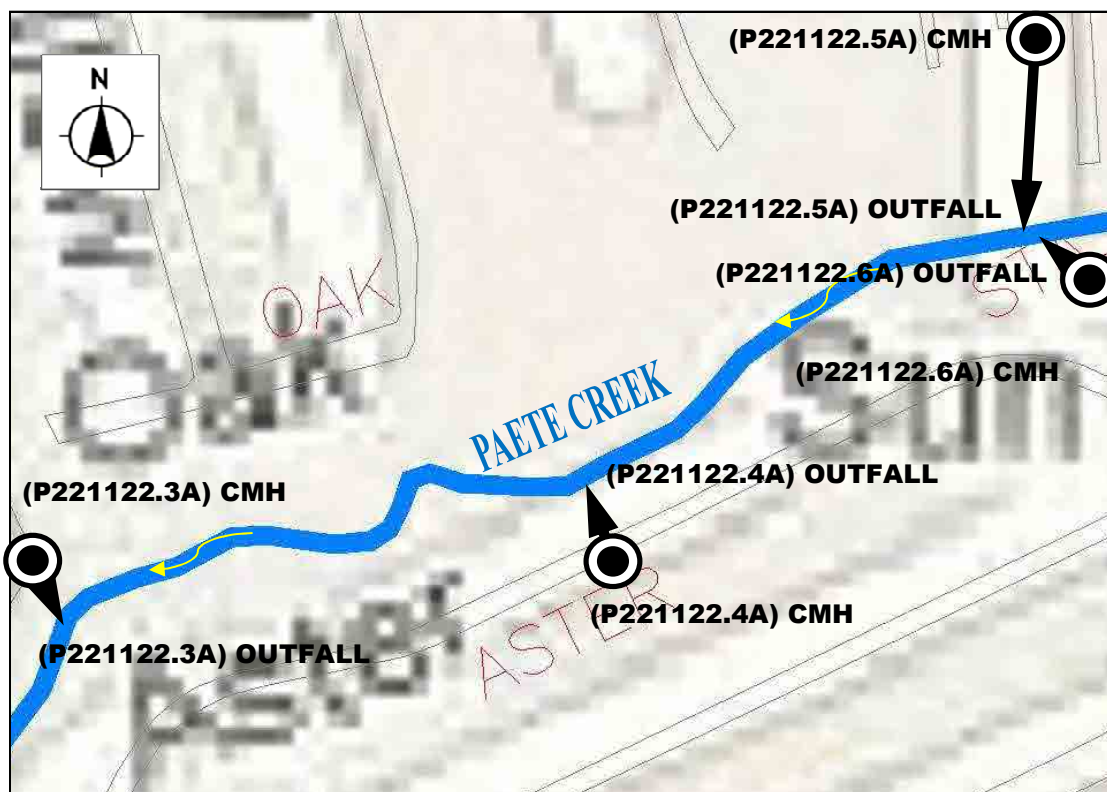 (P221122.5A) CMH
N
(P221122.5A) OUTFALL
(P221122.6A) OUTFALL
OAK
Oak
(P221122.6A) CMH
PAETE CREEK
(P221122.4A) OUTFALL
(P221122.3A) CMH
(P221122.4A) CMH
ASTER
(P221122.3A) OUTFALL